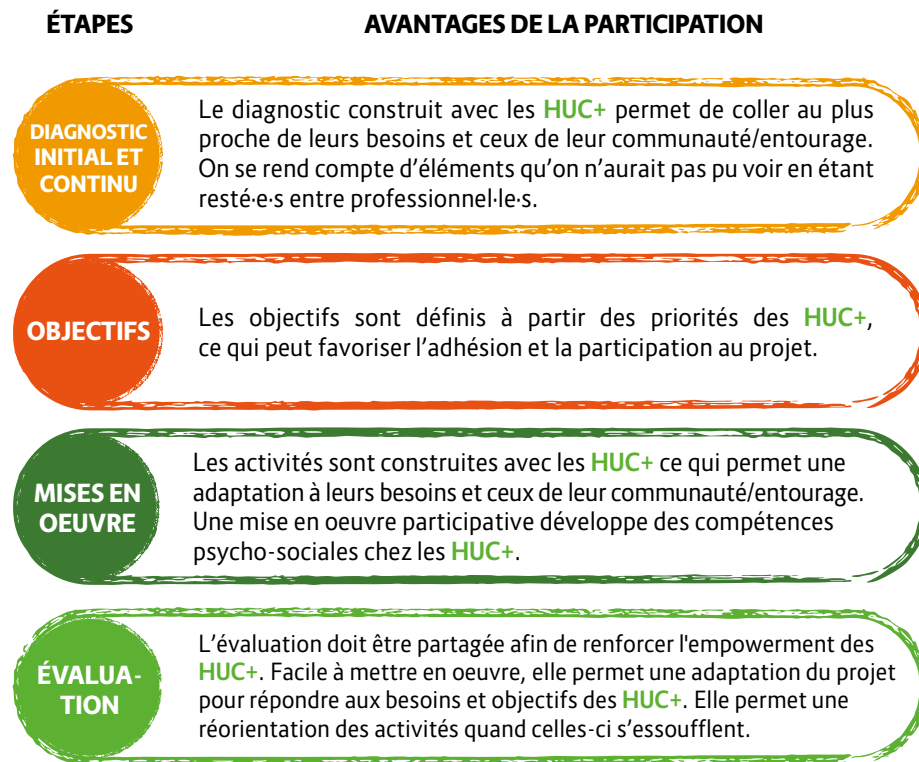 ÉTAPES
AVANTAGES DE LA PARTICIPATION
DIAGNOSTIC
INITIAL ET
CONTINU
Le diagnostic construit avec les HUC+ permet de coller au plus
proche de leurs besoins et ceux de leur communauté/entourage.
On se rend compte d’éléments qu’on n’aurait pas pu voir en étant
resté·e·s entre professionnel·le·s.
OBJECTIFS
Les objectifs sont définis à partir des priorités des HUC+,
ce qui peut favoriser l’adhésion et la participation au projet.
MISES EN
OEUVRE
Les activités sont construites avec les HUC+ ce qui permet une
adaptation à leurs besoins et ceux de leur communauté/entourage.
Une mise en oeuvre participative développe des compétences
psycho-sociales chez les HUC+.
ÉVALUA-
TION
L’évaluation doit être partagée afin de renforcer l'empowerment des
HUC+. Facile à mettre en oeuvre, elle permet une adaptation du projet
pour répondre aux besoins et objectifs des HUC+. Elle permet une
réorientation des activités quand celles-ci s’essoufflent.